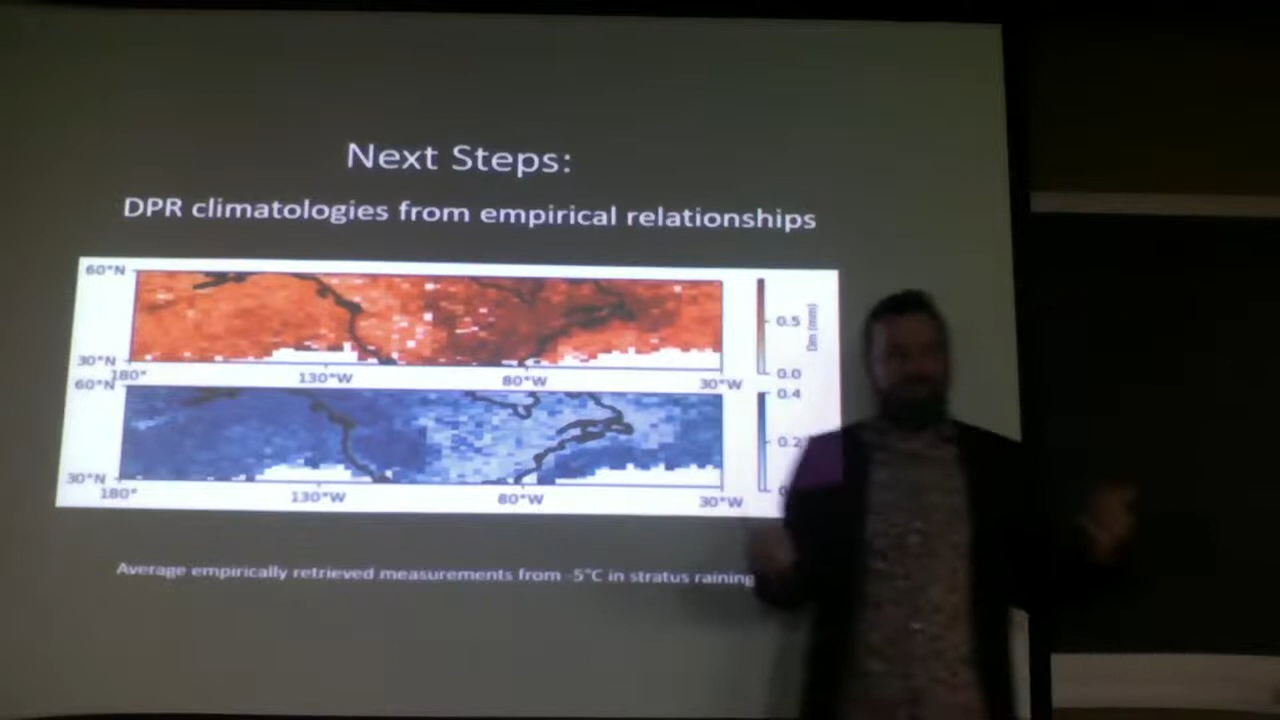 Next Steps:
DPR climatologies from empirical relationships
60°N
30°N
180°
130°W
80°W
30°W
0.5
0.0
Dm (mm)
60°N
30°N
180°
130°W
80°W
30°W
0.4
0.2
Average empirically retrieved measurements from -5°C in stratus raining